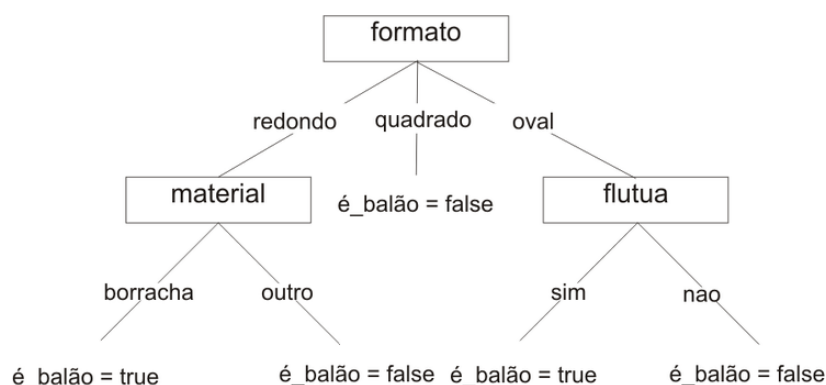 formato
redondo quadrado oval
material é_balão = false flutua
borracha outro sim nao
é_balão = true é_balão = false é_balão = true é_balão = false